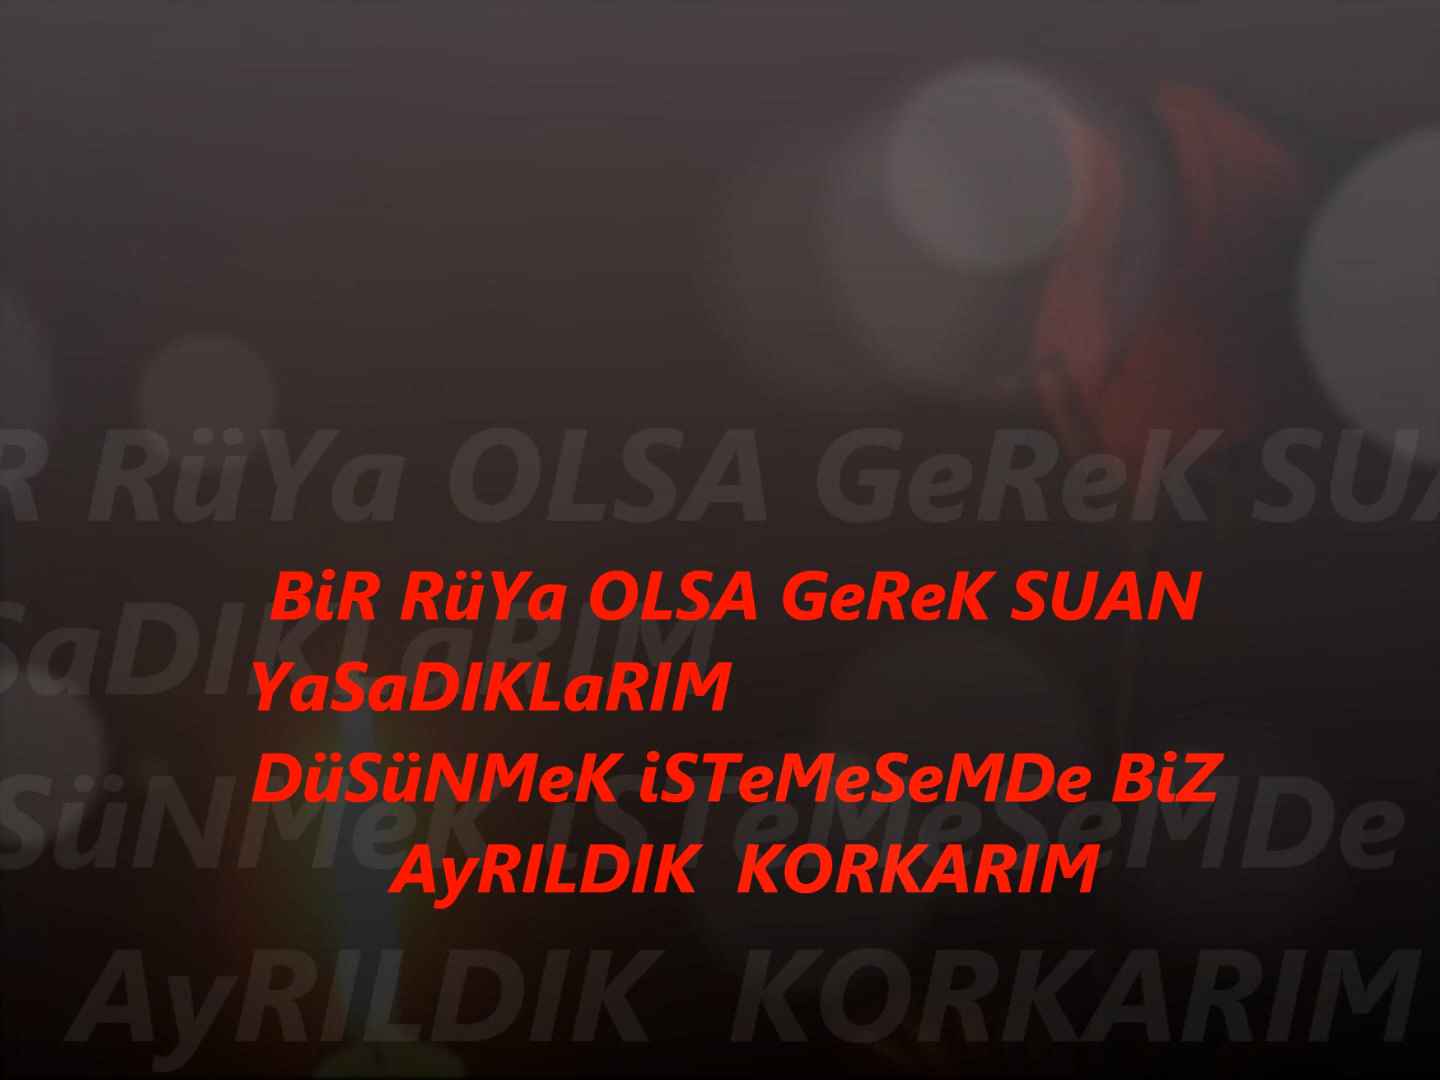 BiR RüYa OLSA GeReK SUAN
YaSaDIKLaRIM
DüSüNMeK iSTeMeSeMDe BiZ
AyRILDIK KORKARIM